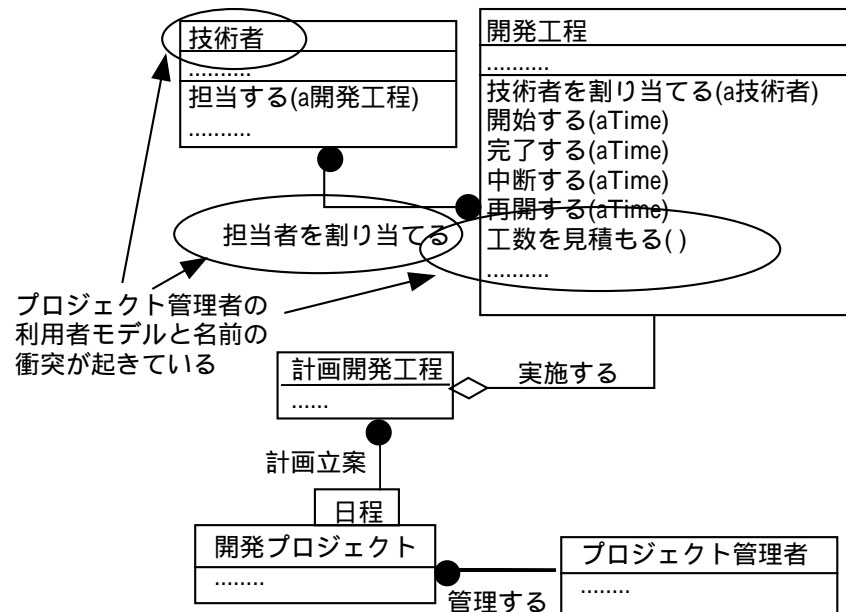 技術者
..........
担当する(a開発工程)
..........
開発工程
..........
技術者を割り当てる(a技術者)
開始する(aTime)
完了する(aTime)
中断する(aTime)
再開する(aTime)
工数を見積もる( )
..........
担当者を割り当てる
プロジェクト管理者の
利用者モデルと名前の
衝突が起きている
計画開発工程
......
実施する
計画立案
日程
開発プロジェクト
........
管理する
プロジェクト管理者
........